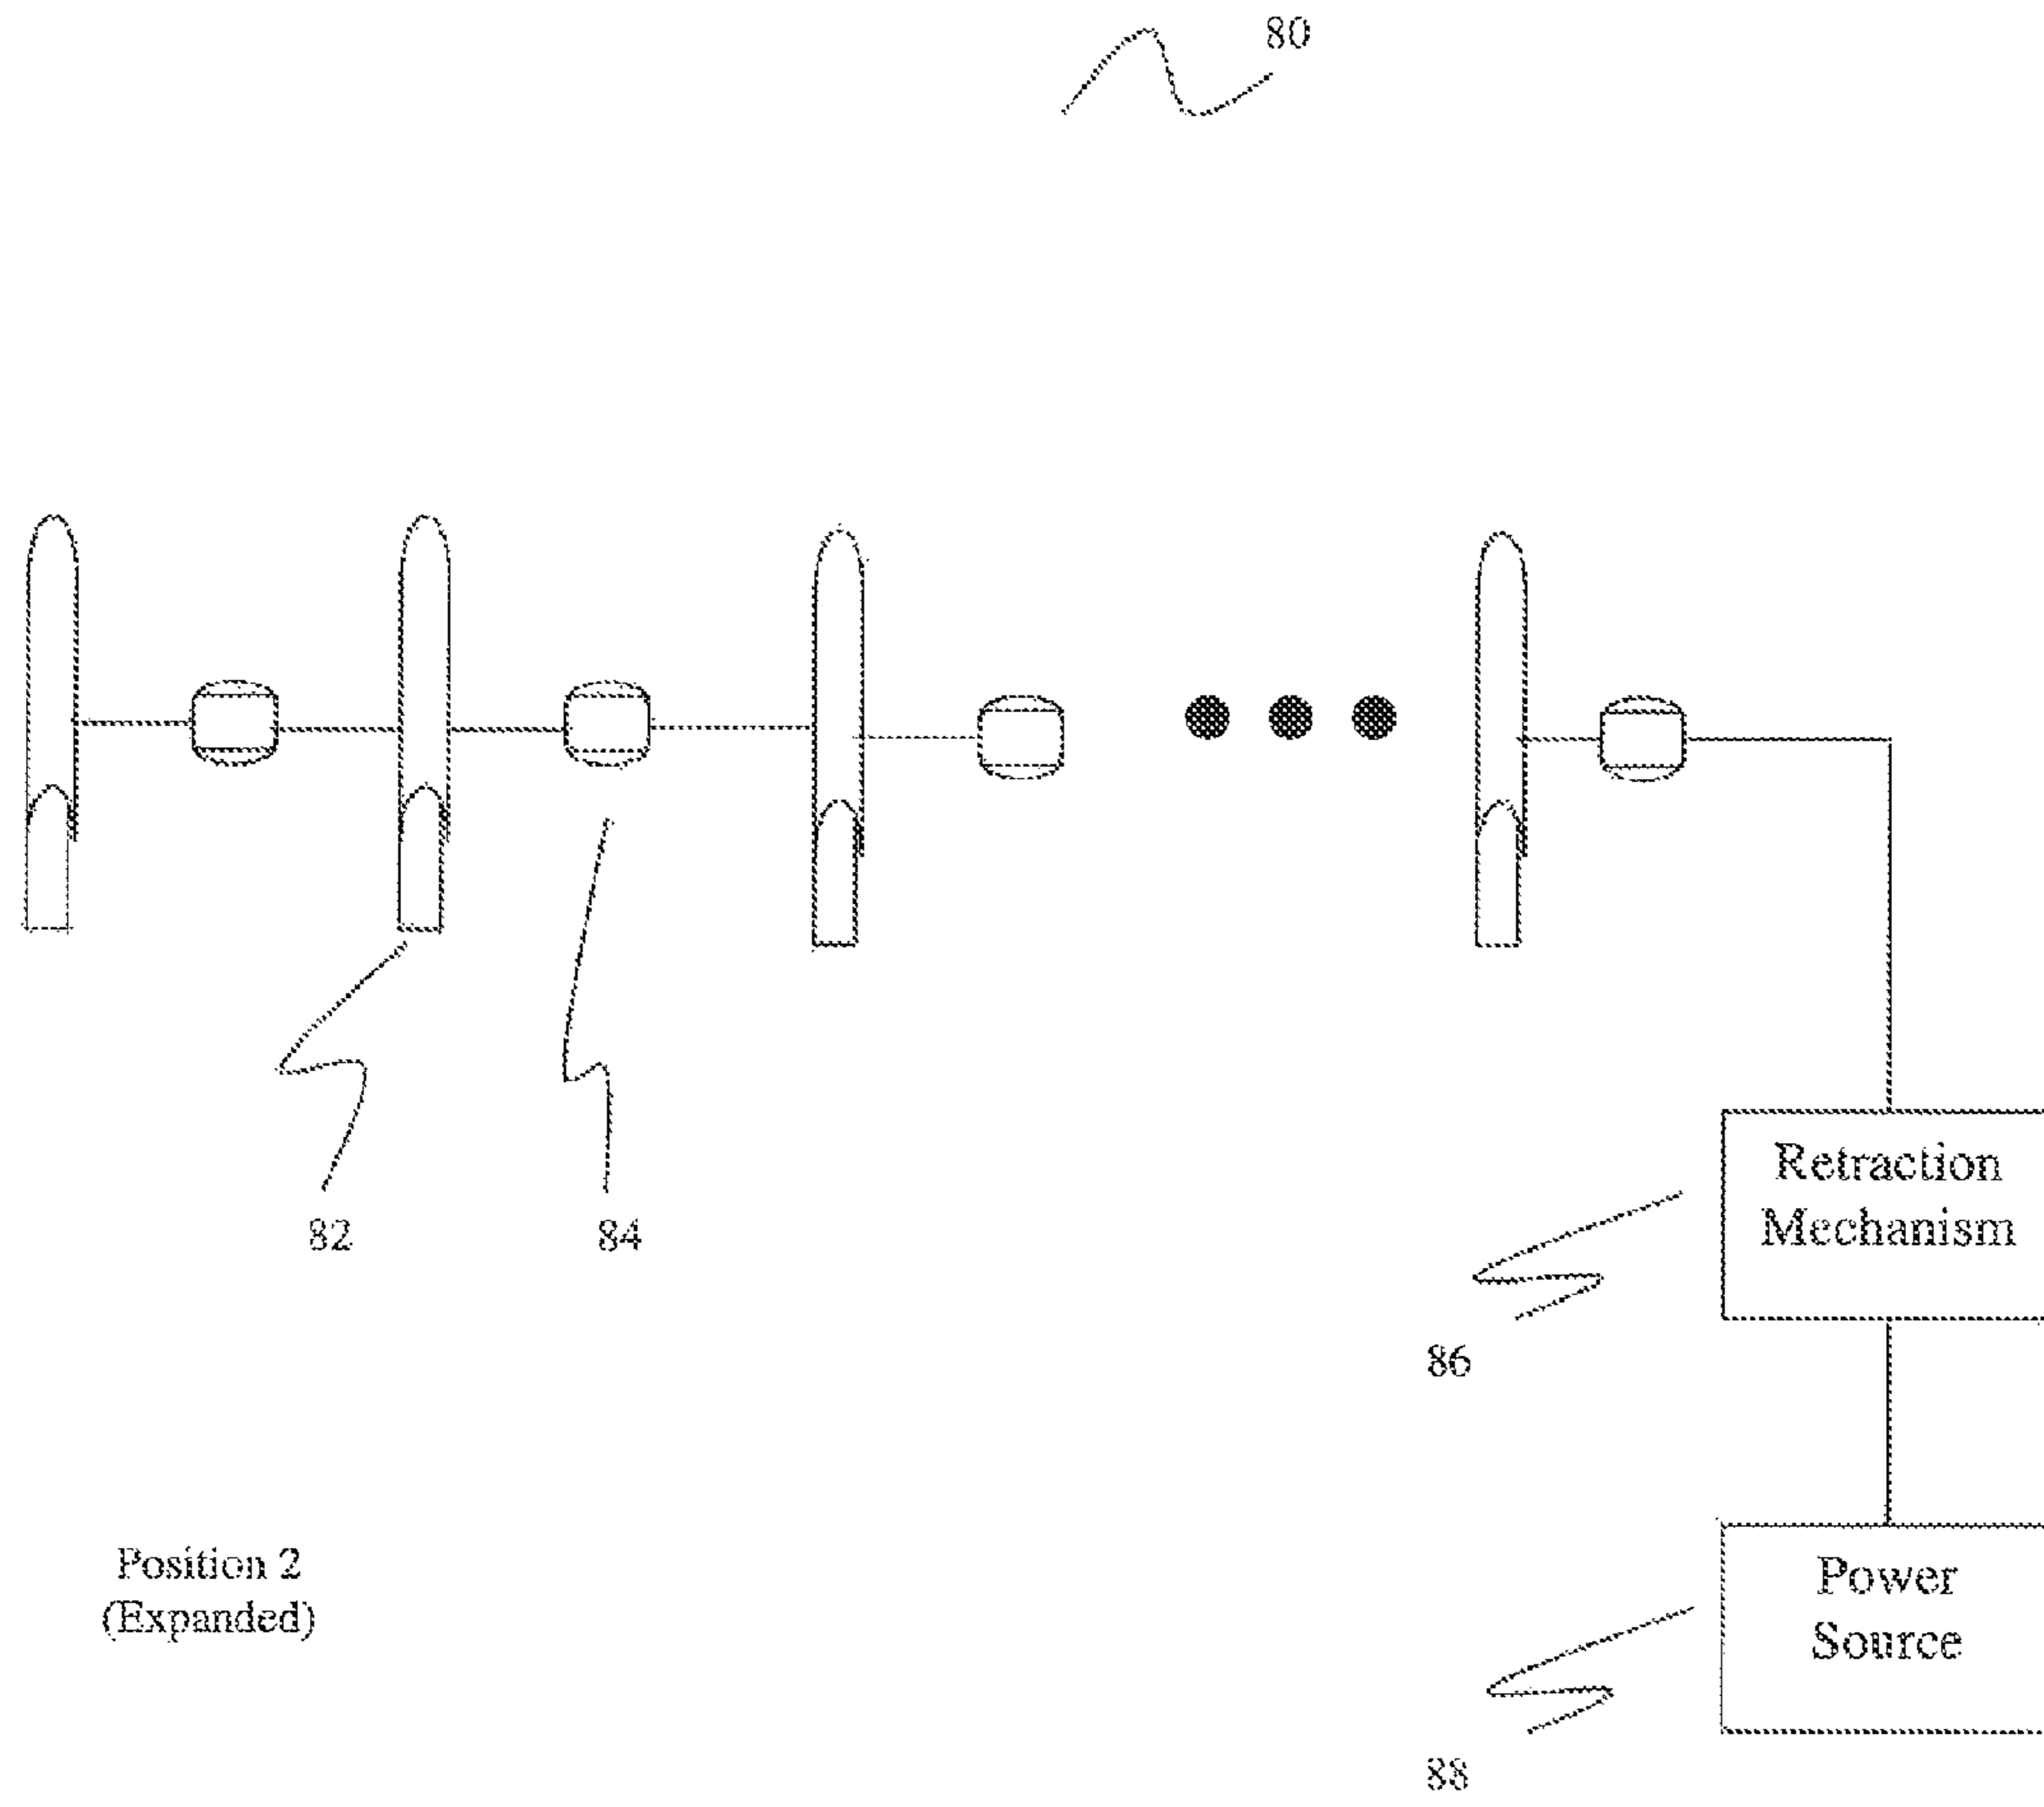 80
82
84
Retraction
Mechanism
86
Position 2
(Expanded)
Power
Source
88